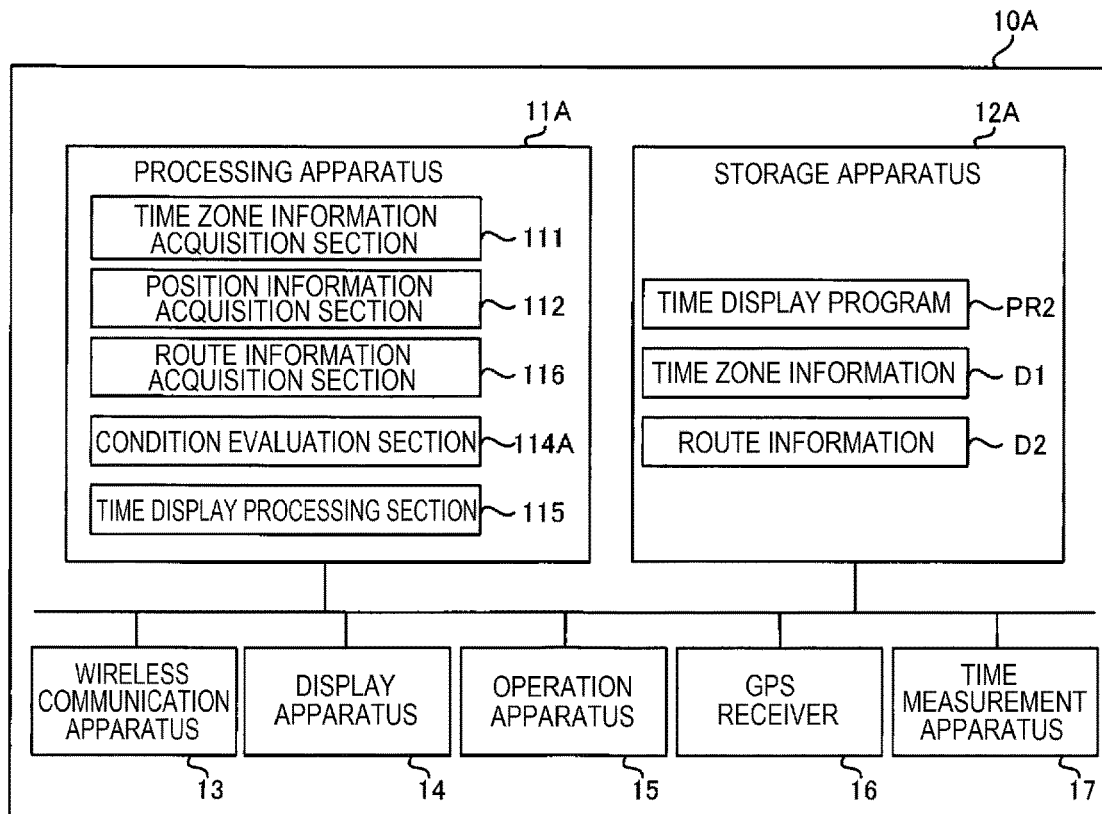 10A
11A
PROCESSING APPARATUS
TIME ZONE INFORMATION
ACQUISITION SECTION
111
POSITION INFORMATION
ACQUISITION SECTION
112
ROUTE INFORMATION
ACQUISITION SECTION
116
CONDITION EVALUATION SECTION
114A
TIME DISPLAY PROCESSING SECTION
115
12A
STORAGE APPARATUS
TIME DISPLAY PROGRAM
PR2
TIME ZONE INFORMATION
D1
ROUTE INFORMATION
D2
WIRELESS
COMMUNICATION
APPARATUS
13
DISPLAY
APPARATUS
14
OPERATION
APPARATUS
15
GPS
RECEIVER
16
TIME
MEASUREMENT
APPARATUS
17